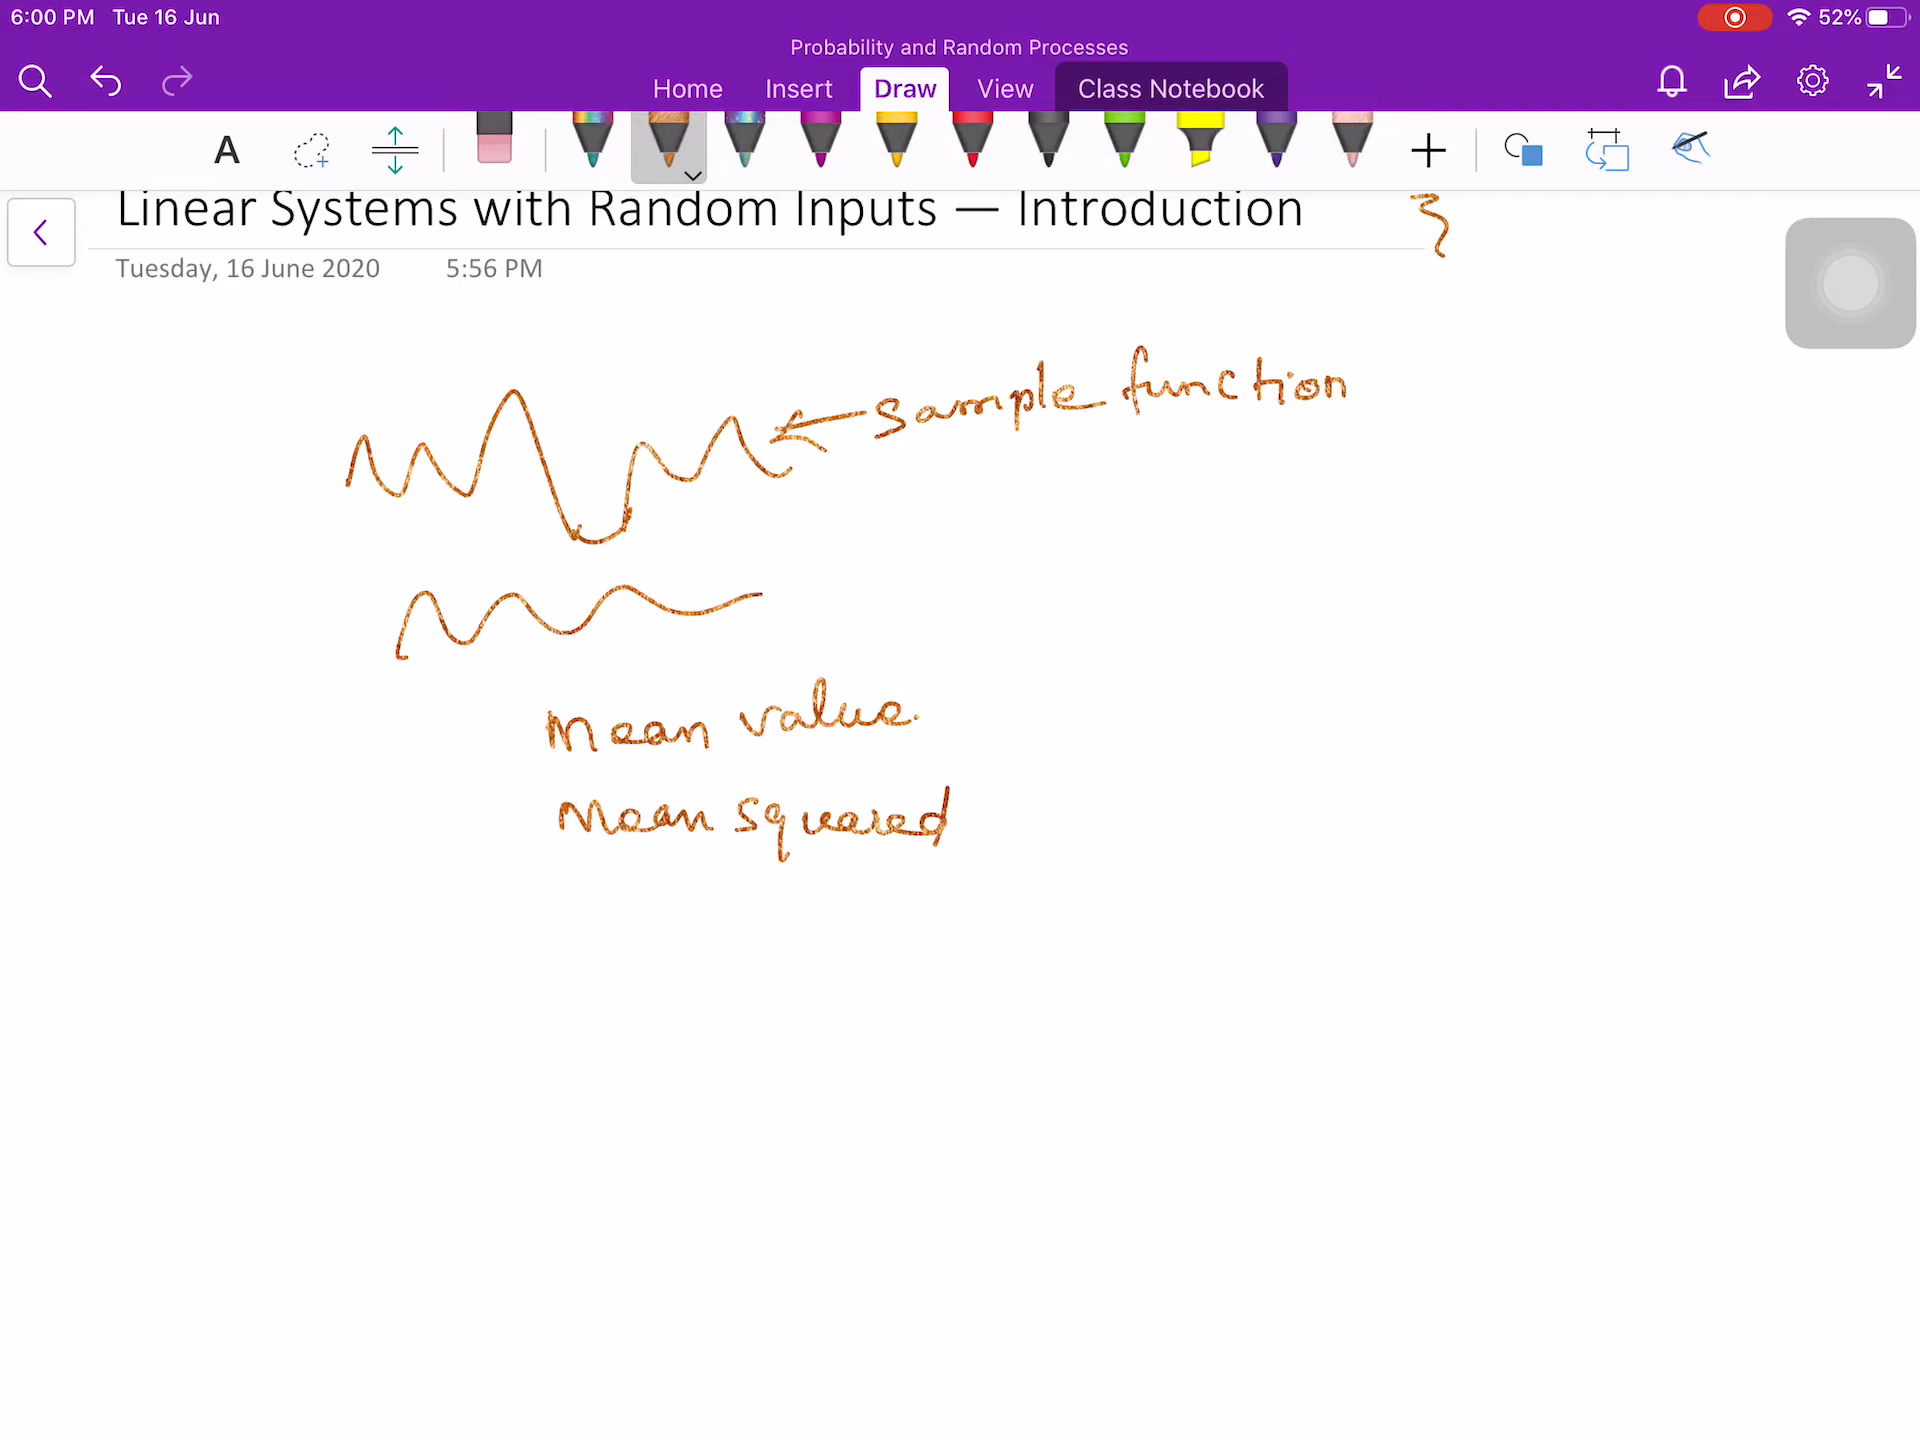 6:00 PM Tue 16 Jun 52%
Probability and Random Processes
Home Insert Draw View Class Notebook
A
Linear Systems with Random Inputs — Introduction
Tuesday, 16 June 2020 5:56 PM
sample function
Mean value.
Mean squared